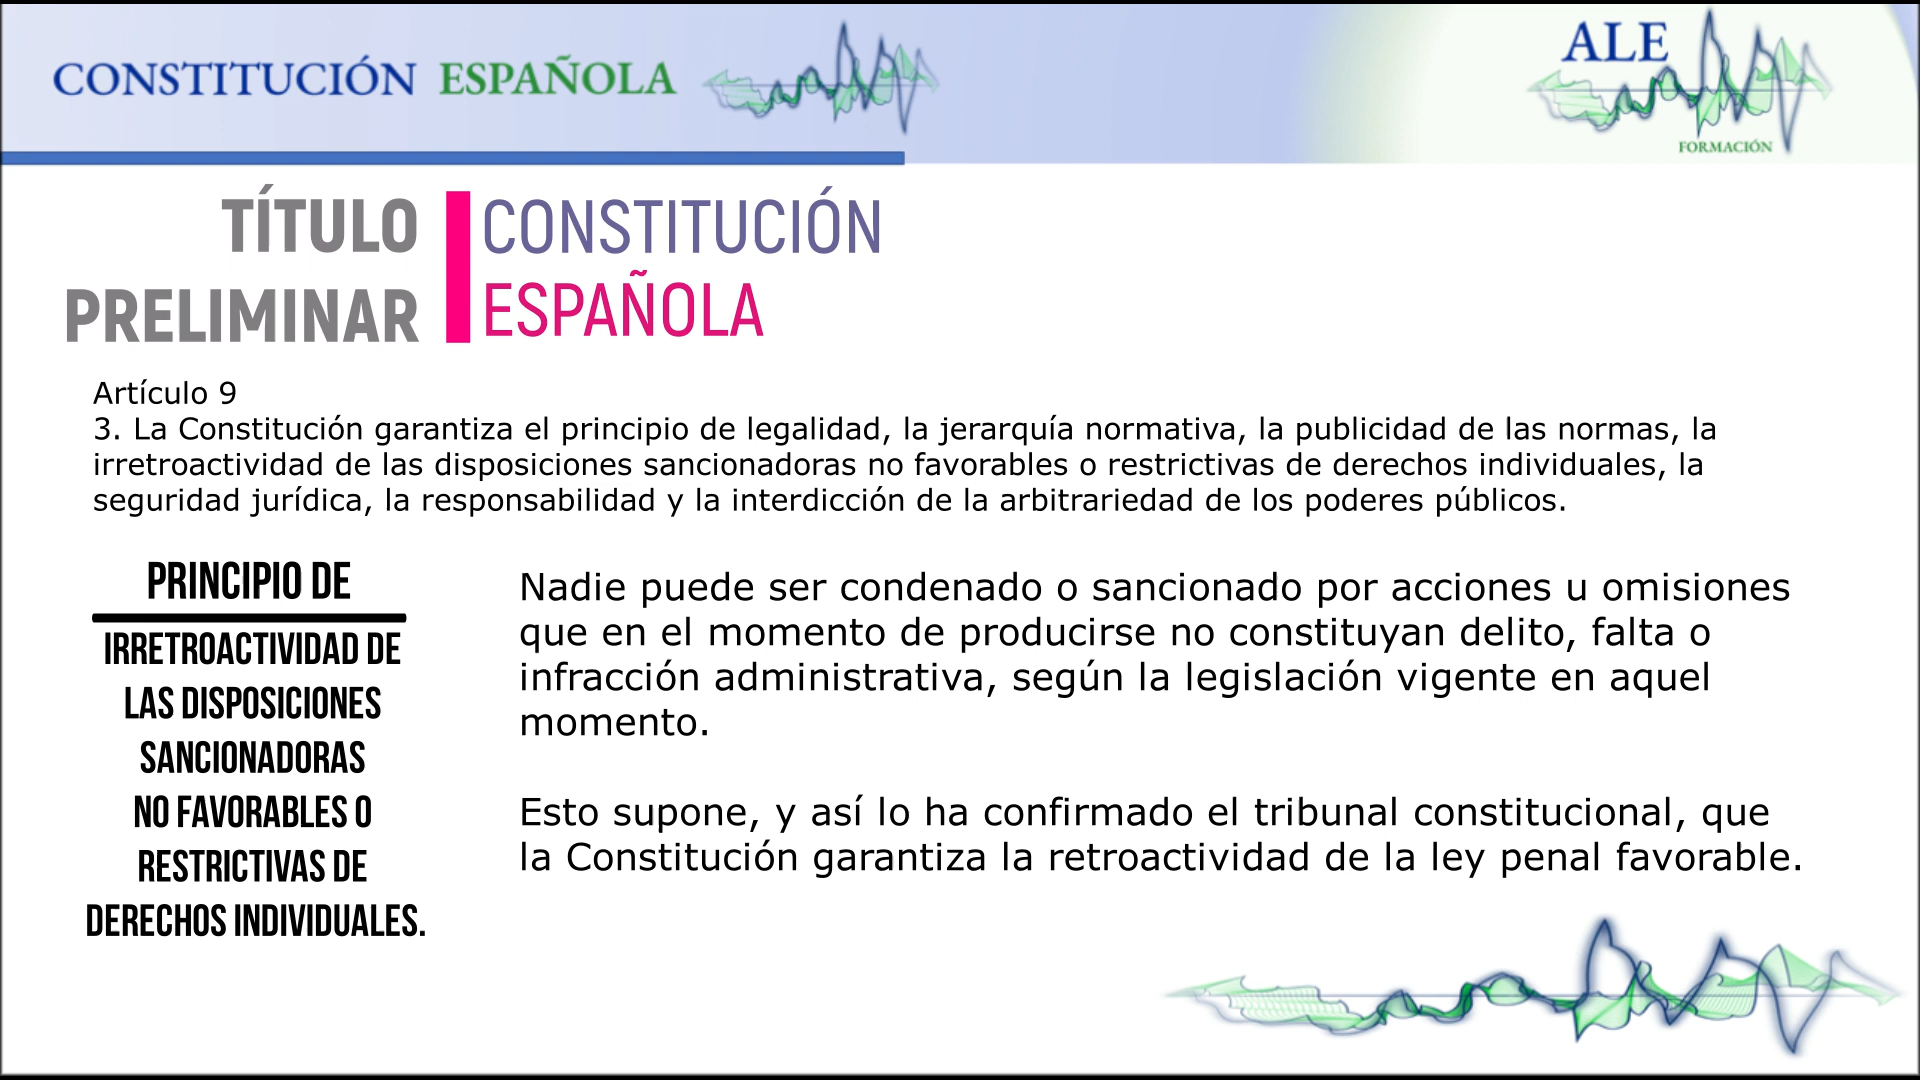 CONSTITUCIÓN ESPAÑOLA
ALE
FORMACIÓN
TÍTULO
PRELIMINAR
CONSTITUCIÓN
ESPAÑOLA
Artículo 9
3. La Constitución garantiza el principio de legalidad, la jerarquía normativa, la publicidad de las normas, la
irretroactividad de las disposiciones sancionadoras no favorables o restrictivas de derechos individuales, la
seguridad jurídica, la responsabilidad y la interdicción de la arbitrariedad de los poderes públicos.
PRINCIPIO DE
IRRETROACTIVIDAD DE
LAS DISPOSICIONES
SANCIONADORAS
NO FAVORABLES O
RESTRICTIVAS DE
DERECHOS INDIVIDUALES.
Nadie puede ser condenado o sancionado por acciones u omisiones
que en el momento de producirse no constituyan delito, falta o
infracción administrativa, según la legislación vigente en aquel
momento.
Esto supone, y así lo ha confirmado el tribunal constitucional, que
la Constitución garantiza la retroactividad de la ley penal favorable.